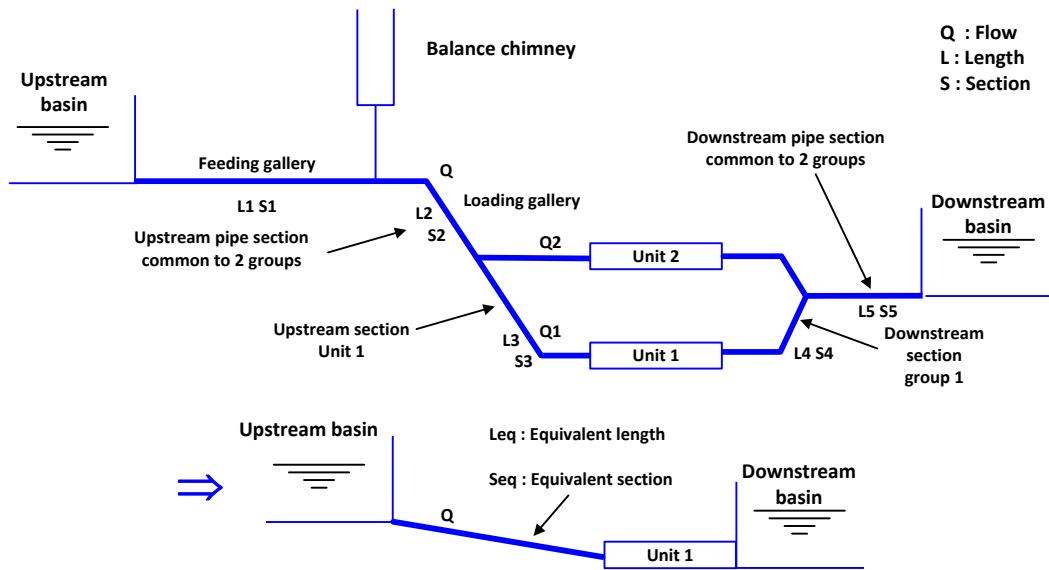 Q : Flow
L : Length
S : Section
Balance chimney
Upstream
basin
Downstream pipe section
common to 2 groups
Feeding gallery
Q
Loading gallery
L1 S1
L2
S2
Downstream
basin
Upstream pipe section
common to 2 groups
Q2
Unit 2
Upstream section
Unit 1
L3
S3
Q1
Unit 1
L4 S4
L5 S5
Downstream
section
group 1
Upstream basin
Leq : Equivalent length
Seq : Equivalent section
Downstream
basin
Q
Unit 1